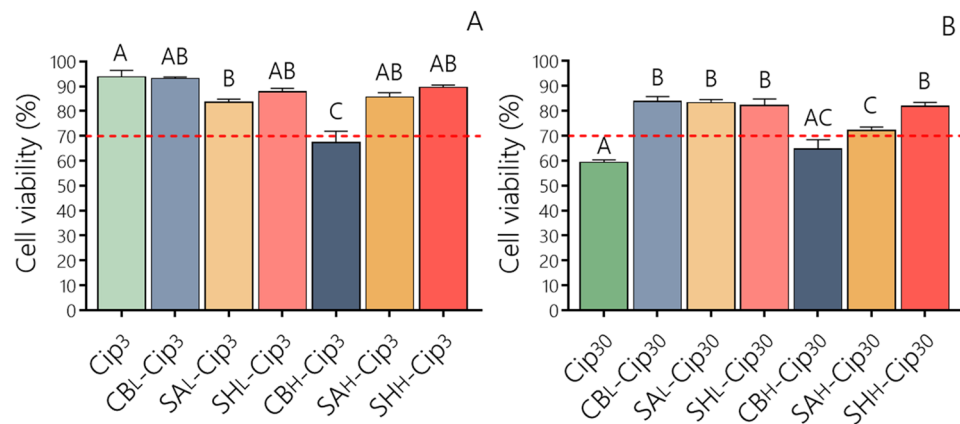 A
Cell viability (%)
100
90
80
70
60
50
40
30
20
10
0
A
AB
B
AB
C
AB
AB
Cip3
CBL-Cip3
SAL-Cip3
SHL-Cip3
CBH-Cip3
SAH-Cip3
SHH-Cip3
B
Cell viability (%)
100
90
80
70
60
50
40
30
20
10
0
A
B
B
B
AC
C
B
Cip30
CBL-Cip30
SAL-Cip30
SHL-Cip30
CBH-Cip30
SAH-Cip30
SHH-Cip30